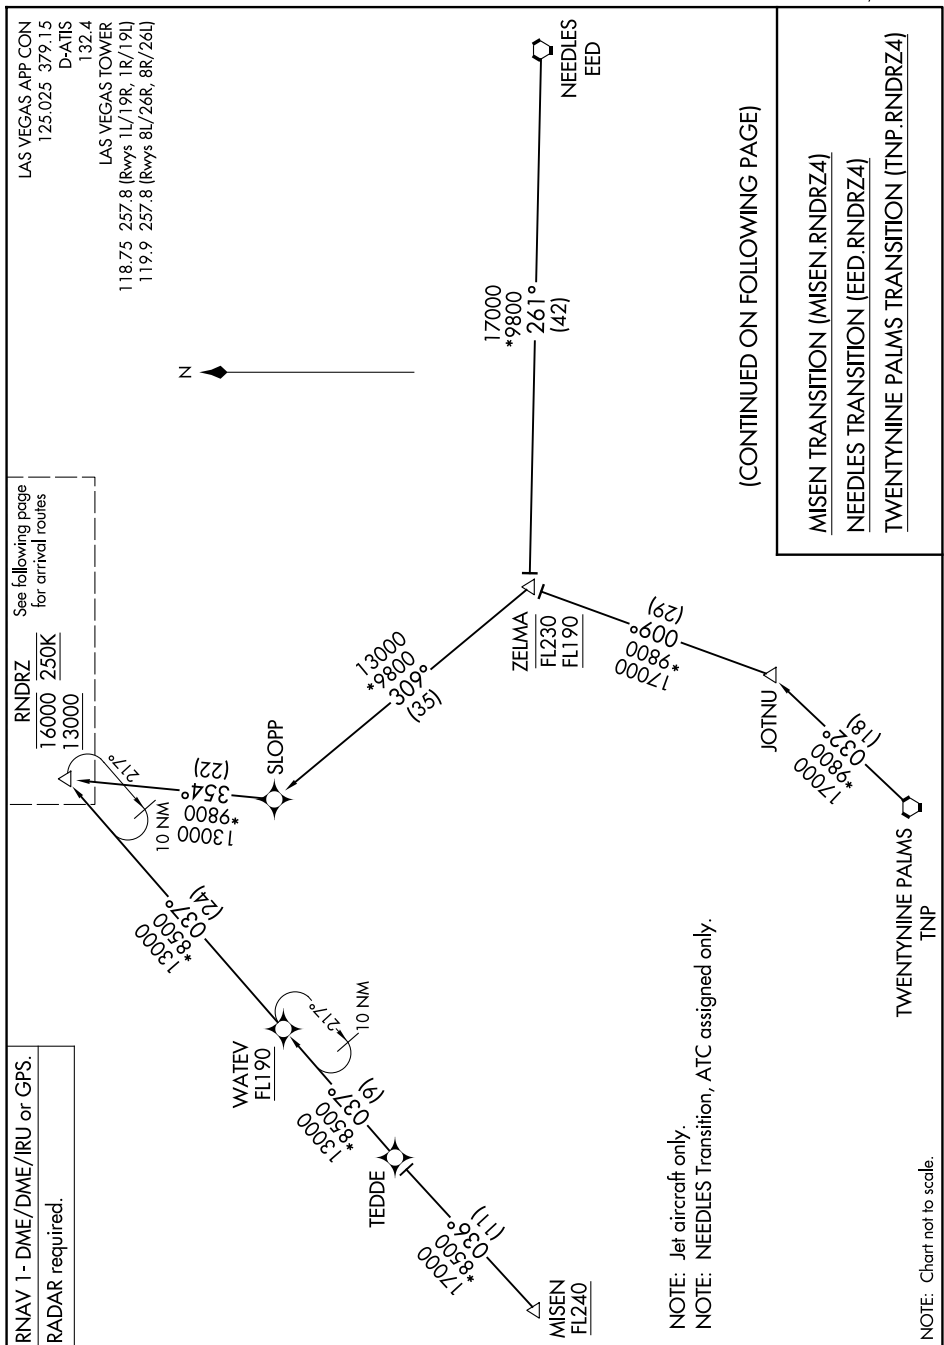 RNAV 1 - DME/DME/IRU or GPS.
RADAR required.
LAS VEGAS APP CON
125.025 379.15
D-ATIS
132.4
LAS VEGAS TOWER
118.75 257.8 (Rwys 1L/19R, 1R/19L)
119.9 257.8 (Rwys 8L/26R, 8R/26L)
See following page
for arrival routes
RNDRZ
16000 250K
13000
217°
10 NM
N
13000
*8500
037°
(24)
13000
*9800
354°
(22)
SLOPP
WATEV
FL190
217°
10 NM
13000
*8500
037°
(9)
TEDDE
17000
*8500
036°
(11)
MISEN
FL240
13000
*9800
309°
(35)
ZELMA
FL230
FL190
17000
*9800
261°
(42)
NEEDLES
EED
17000
*9800
009°
(29)
JOTNU
17000
*9800
032°
(18)
TWENTYNINE PALMS
TNP
NOTE: Jet aircraft only.
NOTE: NEEDLES Transition, ATC assigned only.
(CONTINUED ON FOLLOWING PAGE)
MISEN TRANSITION (MISEN.RNDRZ4)
NEEDLES TRANSITION (EED.RNDRZ4)
TWENTYNINE PALMS TRANSITION (TNP.RNDRZ4)
NOTE: Chart not to scale.